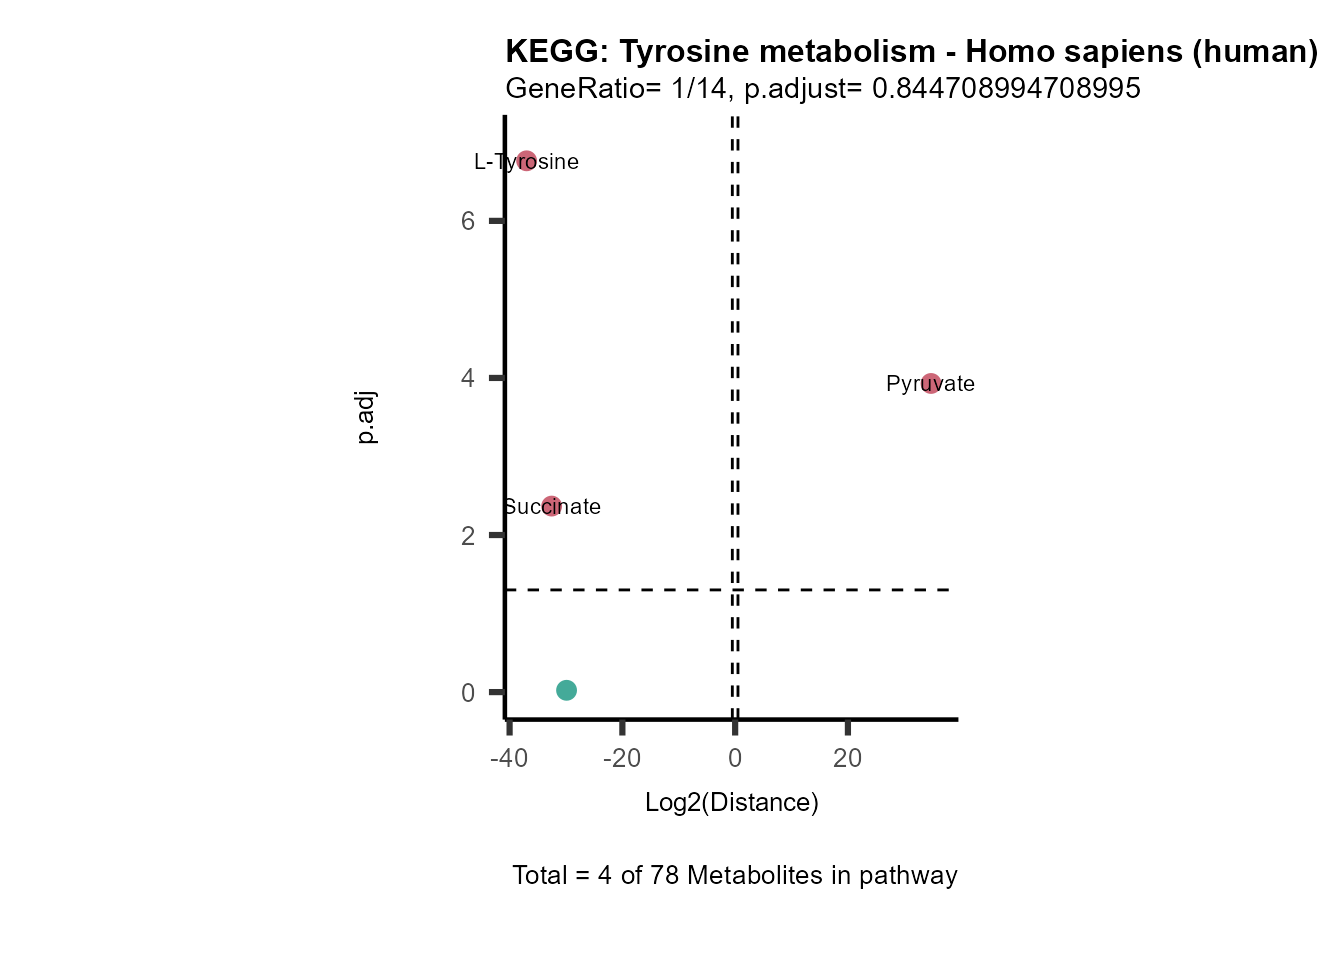 KEGG: Tyrosine metabolism - Homo sapiens (human)
GeneRatio= 1/14, p.adjust= 0.844708994708995
L-Tyrosine
6
4
Pyruvate
p.adj
Succinate
2
0
-40 -20 0 20
Log2(Distance)
Total = 4 of 78 Metabolites in pathway